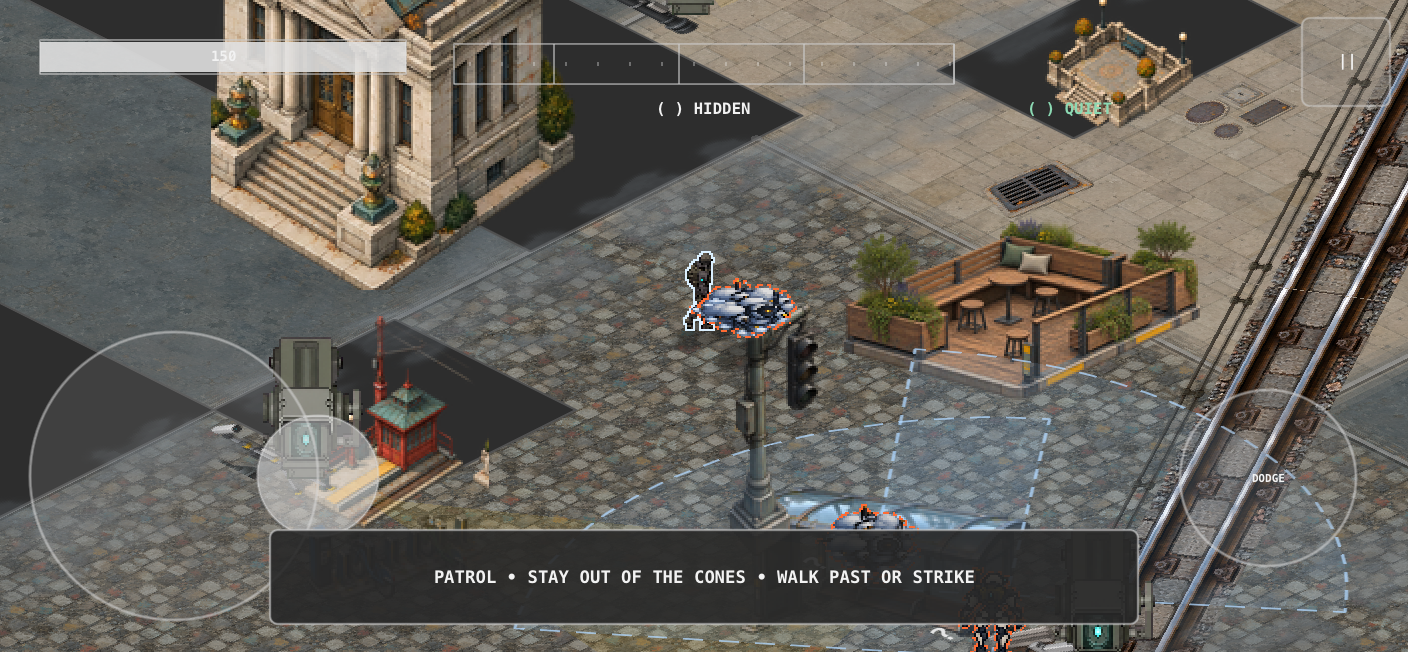 150
( ) HIDDEN
( ) QUIET
||
DODGE
PATROL • STAY OUT OF THE CONES • WALK PAST OR STRIKE